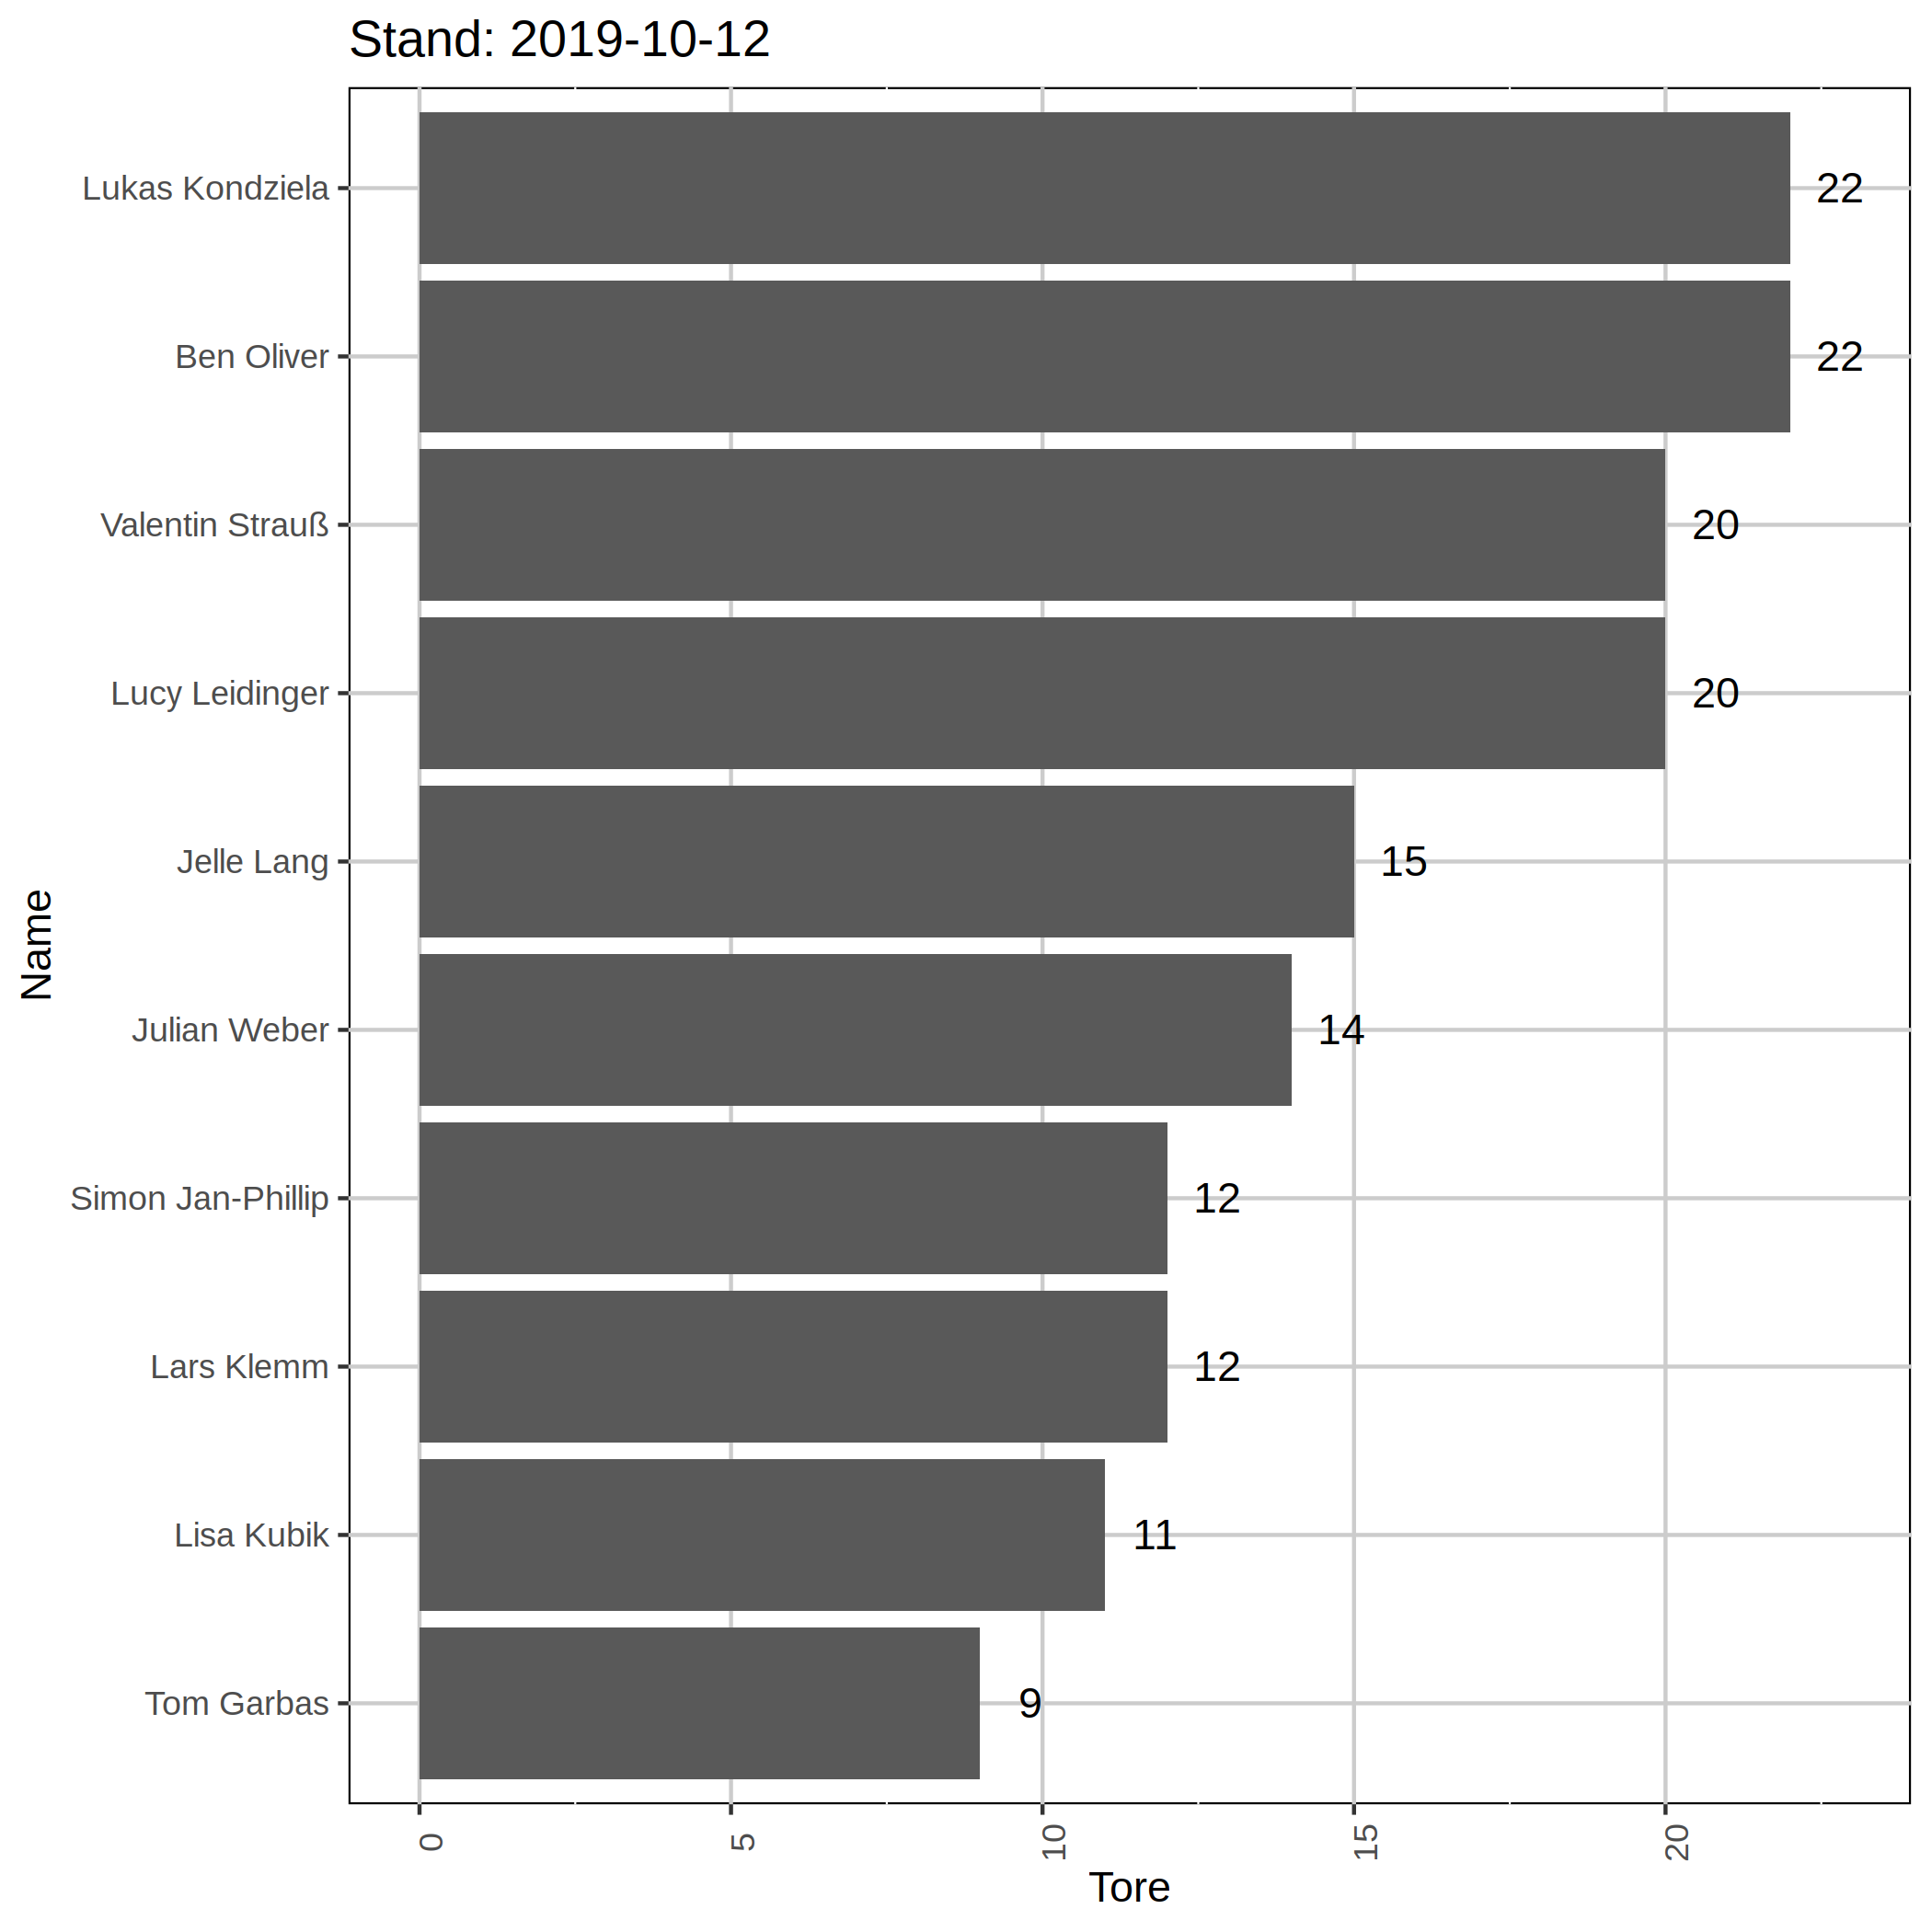 Stand: 2019-10-12
Lukas Kondziela 22
Ben Oliver 22
Valentin Strauß 20
Lucy Leidinger 20
Jelle Lang 15
Julian Weber 14
Simon Jan-Phillip 12
Lars Klemm 12
Lisa Kubik 11
Tom Garbas 9
Name
0 5 10 15 20
Tore